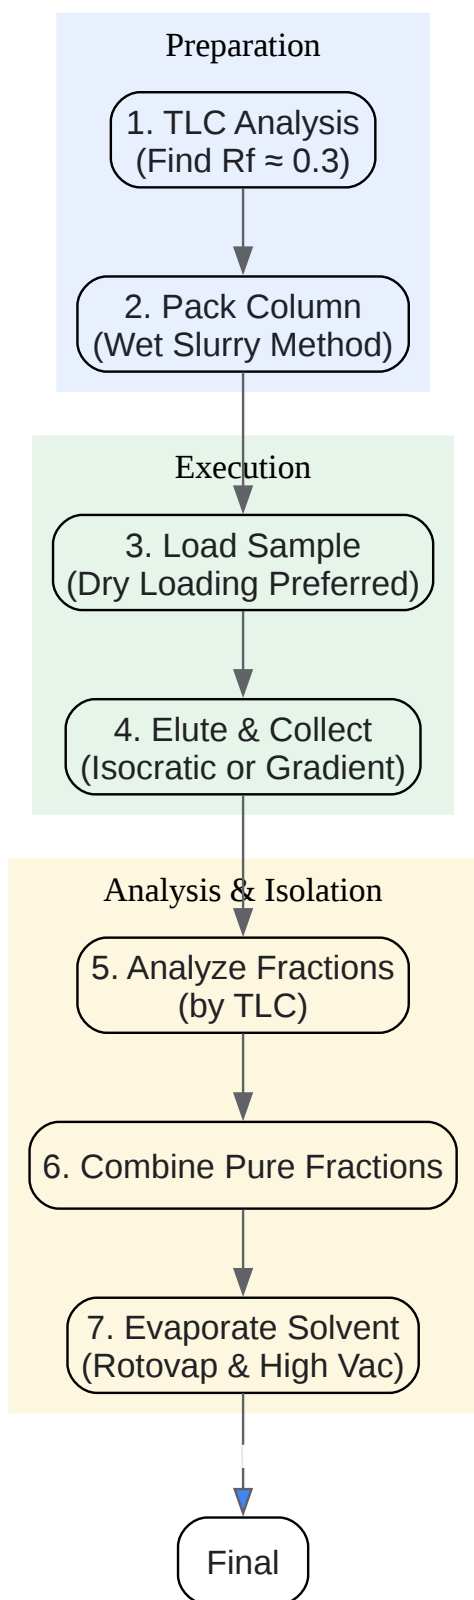 Preparation
1. TLC Analysis
(Find Rf ≈ 0.3)
2. Pack Column
(Wet Slurry Method)
Execution
3. Load Sample
(Dry Loading Preferred)
4. Elute & Collect
(Isocratic or Gradient)
Analysis & Isolation
5. Analyze Fractions
(by TLC)
6. Combine Pure Fractions
7. Evaporate Solvent
(Rotovap & High Vac)
Final